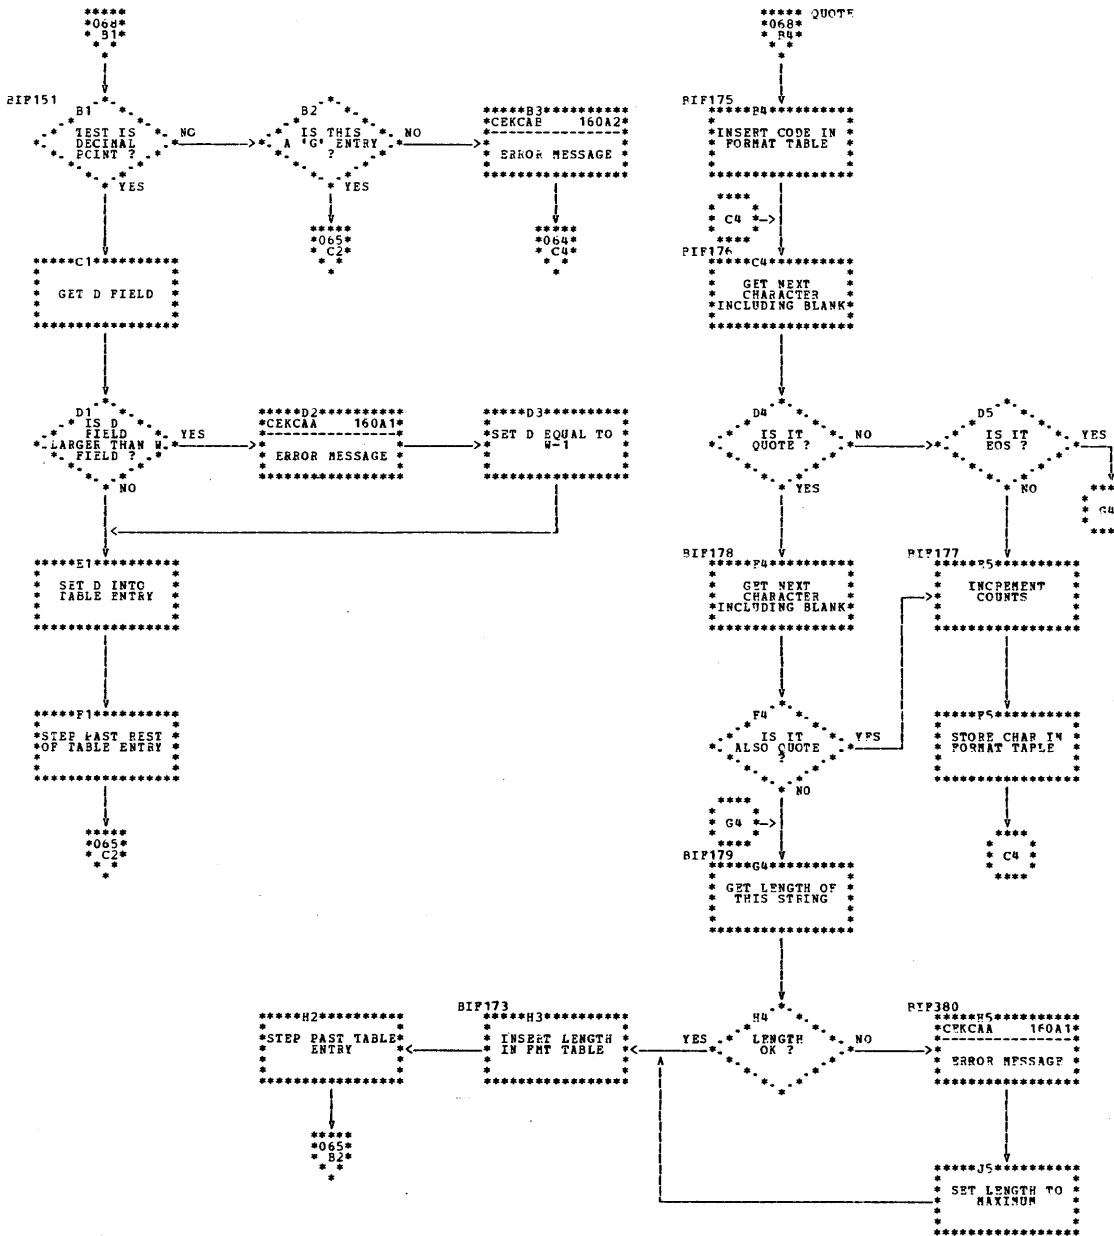 *068*
B1
BIF151
B1
TEST IS
DECIMAL
POINT ?
NO
YES
B2
IS THIS
A 'G' ENTRY
?
NO
YES
B3
CEKCAB 160A2
ERROR MESSAGE
*065*
C2
*064*
C4
C1
GET D FIELD
D1
IS D
FIELD
LARGER THAN W
FIELD ?
YES
NO
D2
CEKCAA 160A1
ERROR MESSAGE
D3
SET D EQUAL TO
W-1
E1
SET D INTO
TABLE ENTRY
F1
STEP PAST REST
OF TABLE ENTRY
*065*
C2
*068*
B4
QUOTE
BIF175
B4
INSERT CODE IN
FORMAT TABLE
C4
BIF176
C4
GET NEXT
CHARACTER
INCLUDING BLANK
D4
IS IT
QUOTE ?
NO
YES
D5
IS IT
EOS ?
YES
NO
G4
BIF178
E4
GET NEXT
CHARACTER
INCLUDING BLANK
BIF177
E5
INCREMENT
COUNTS
F4
IS IT
ALSO QUOTE
?
YES
NO
F5
STORE CHAR IN
FORMAT TABLE
C4
G4
BIF179
G4
GET LENGTH OF
THIS STRING
H4
LENGTH
OK ?
YES
NO
BIF173
H3
INSERT LENGTH
IN FMT TABLE
H2
STEP PAST TABLE
ENTRY
*065*
B2
BIF380
H5
CEKCAA 160A1
ERROR MESSAGE
J5
SET LENGTH TO
MAXIMUM